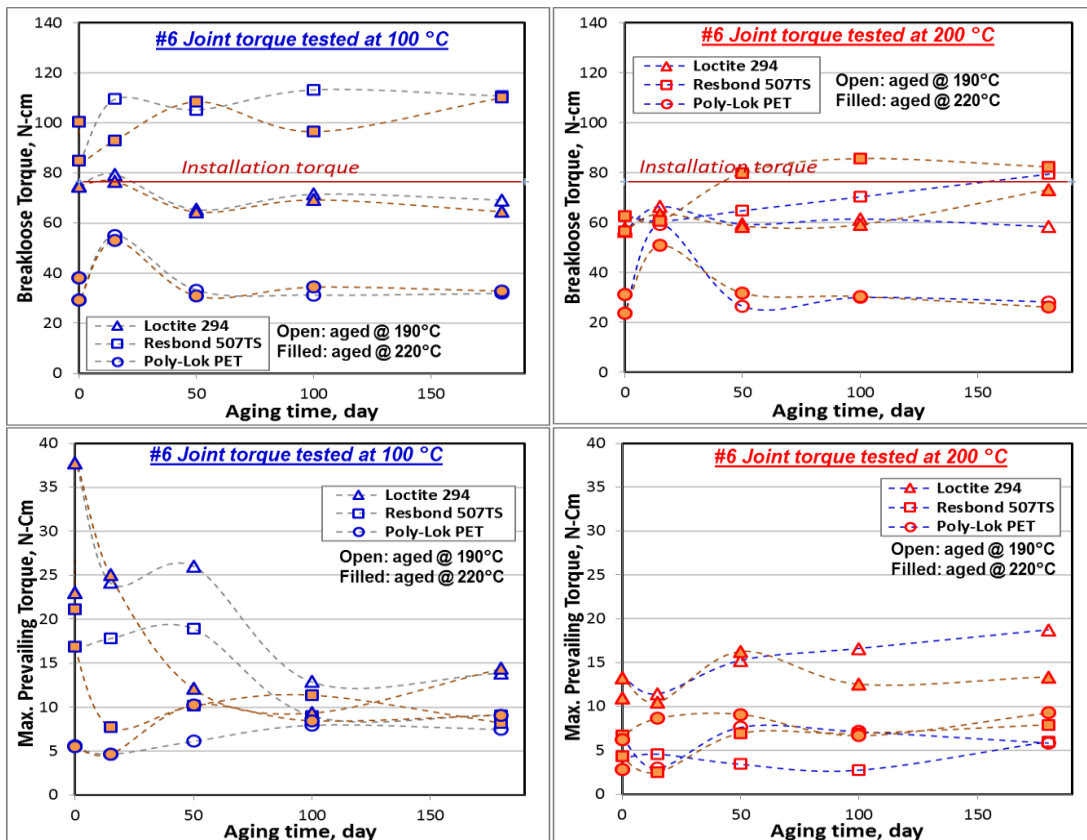 #6 Joint torque tested at 100 °C
140
120
100
80
60
40
20
0
Breakloose Torque, N-cm
Installation torque
Loctite 294
Resbond 507TS
Poly-Lok PET
Open: aged @ 190°C
Filled: aged @ 220°C
0
50
100
150
Aging time, day
#6 Joint torque tested at 200 °C
140
120
100
80
60
40
20
0
Breakloose Torque, N-cm
Loctite 294
Resbond 507TS
Poly-Lok PET
Open: aged @ 190°C
Filled: aged @ 220°C
Installation torque
0
50
100
150
Aging time, day
#6 Joint torque tested at 100 °C
40
35
30
25
20
15
10
5
0
Max. Prevailing Torque, N-Cm
Loctite 294
Resbond 507TS
Poly-Lok PET
Open: aged @ 190°C
Filled: aged @ 220°C
0
50
100
150
Aging time, day
#6 Joint torque tested at 200 °C
40
35
30
25
20
15
10
5
0
Max. Prevailing Torque, N-Cm
Loctite 294
Resbond 507TS
Poly-Lok PET
Open: aged @ 190°C
Filled: aged @ 220°C
0
50
100
150
Aging time, day